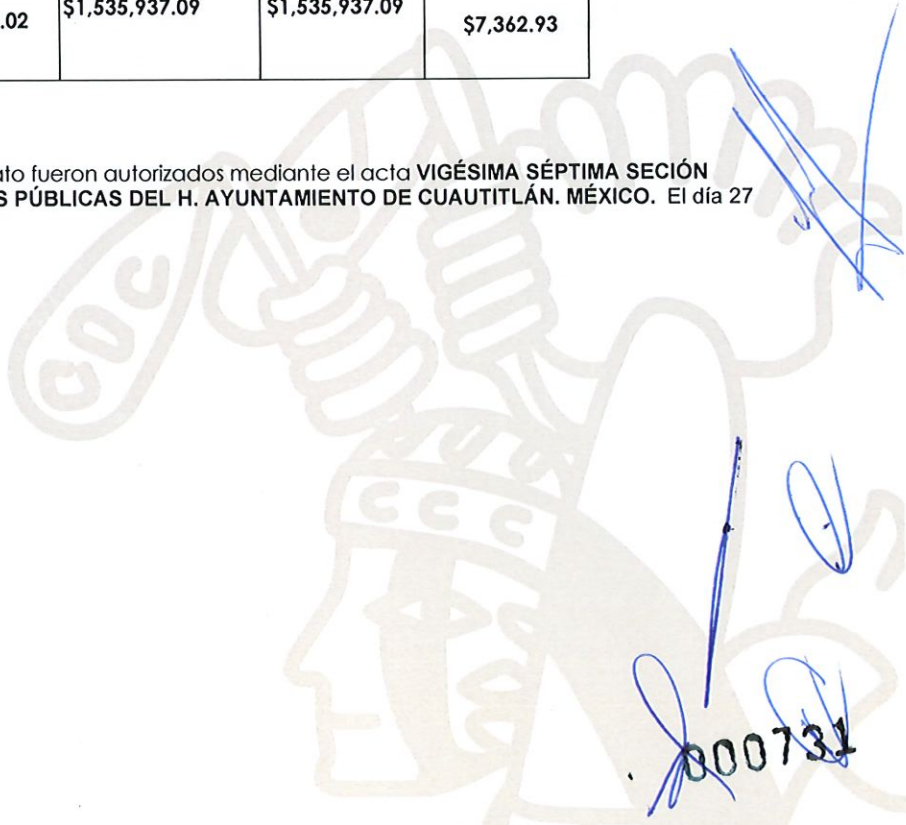 .02 $1,535,937.09 $1,535,937.09 $7,362.93
ato fueron autorizados mediante el acta VIGÉSIMA SÉPTIMA SECIÓN
S PÚBLICAS DEL H. AYUNTAMIENTO DE CUAUTITLÁN. MÉXICO. El día 27
000731